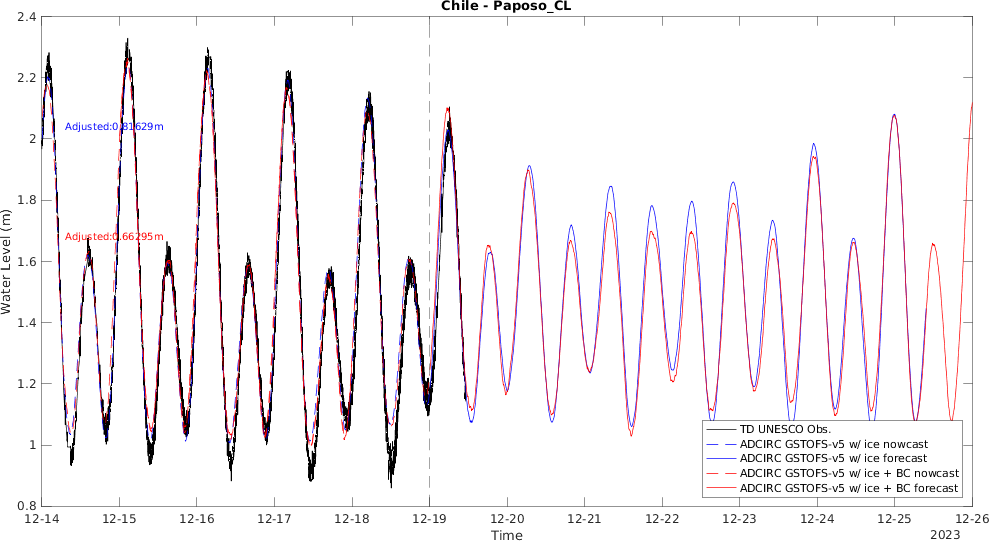 Chile - Paposo_CL
2.4
2.2
2
1.8
1.6
1.4
1.2
1
0.8
Water Level (m)
Adjusted:0.81629m
Adjusted:0.66295m
TD UNESCO Obs.
ADCIRC GSTOFS-v5 w/ ice nowcast
ADCIRC GSTOFS-v5 w/ ice forecast
ADCIRC GSTOFS-v5 w/ ice + BC nowcast
ADCIRC GSTOFS-v5 w/ ice + BC forecast
12-14 12-15 12-16 12-17 12-18 12-19 12-20 12-21 12-22 12-23 12-24 12-25 12-26
Time
2023